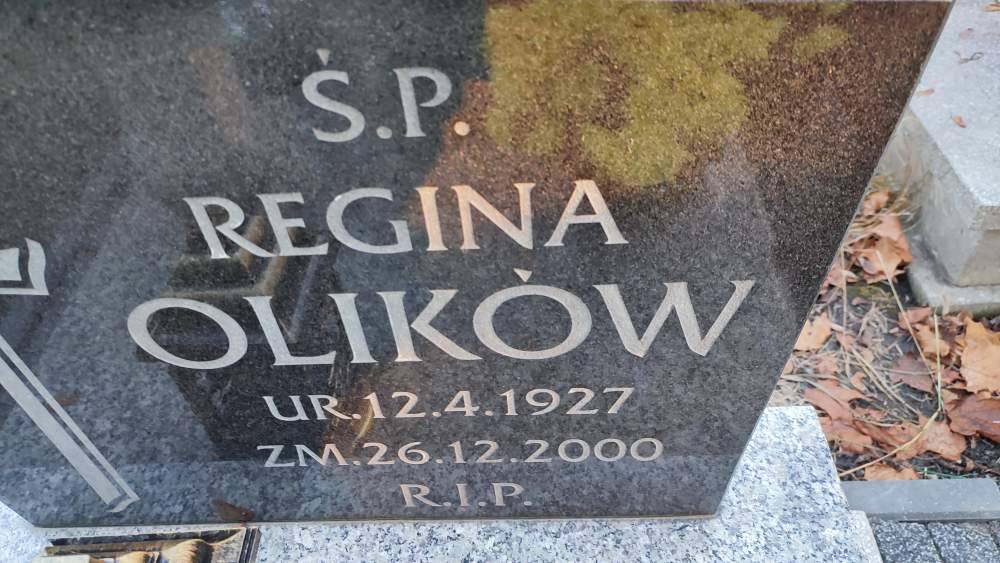 Ś.P.
REGINA
OLIKÓW
UR.12.4.1927
ZM.26.12.2000
R.I.P.